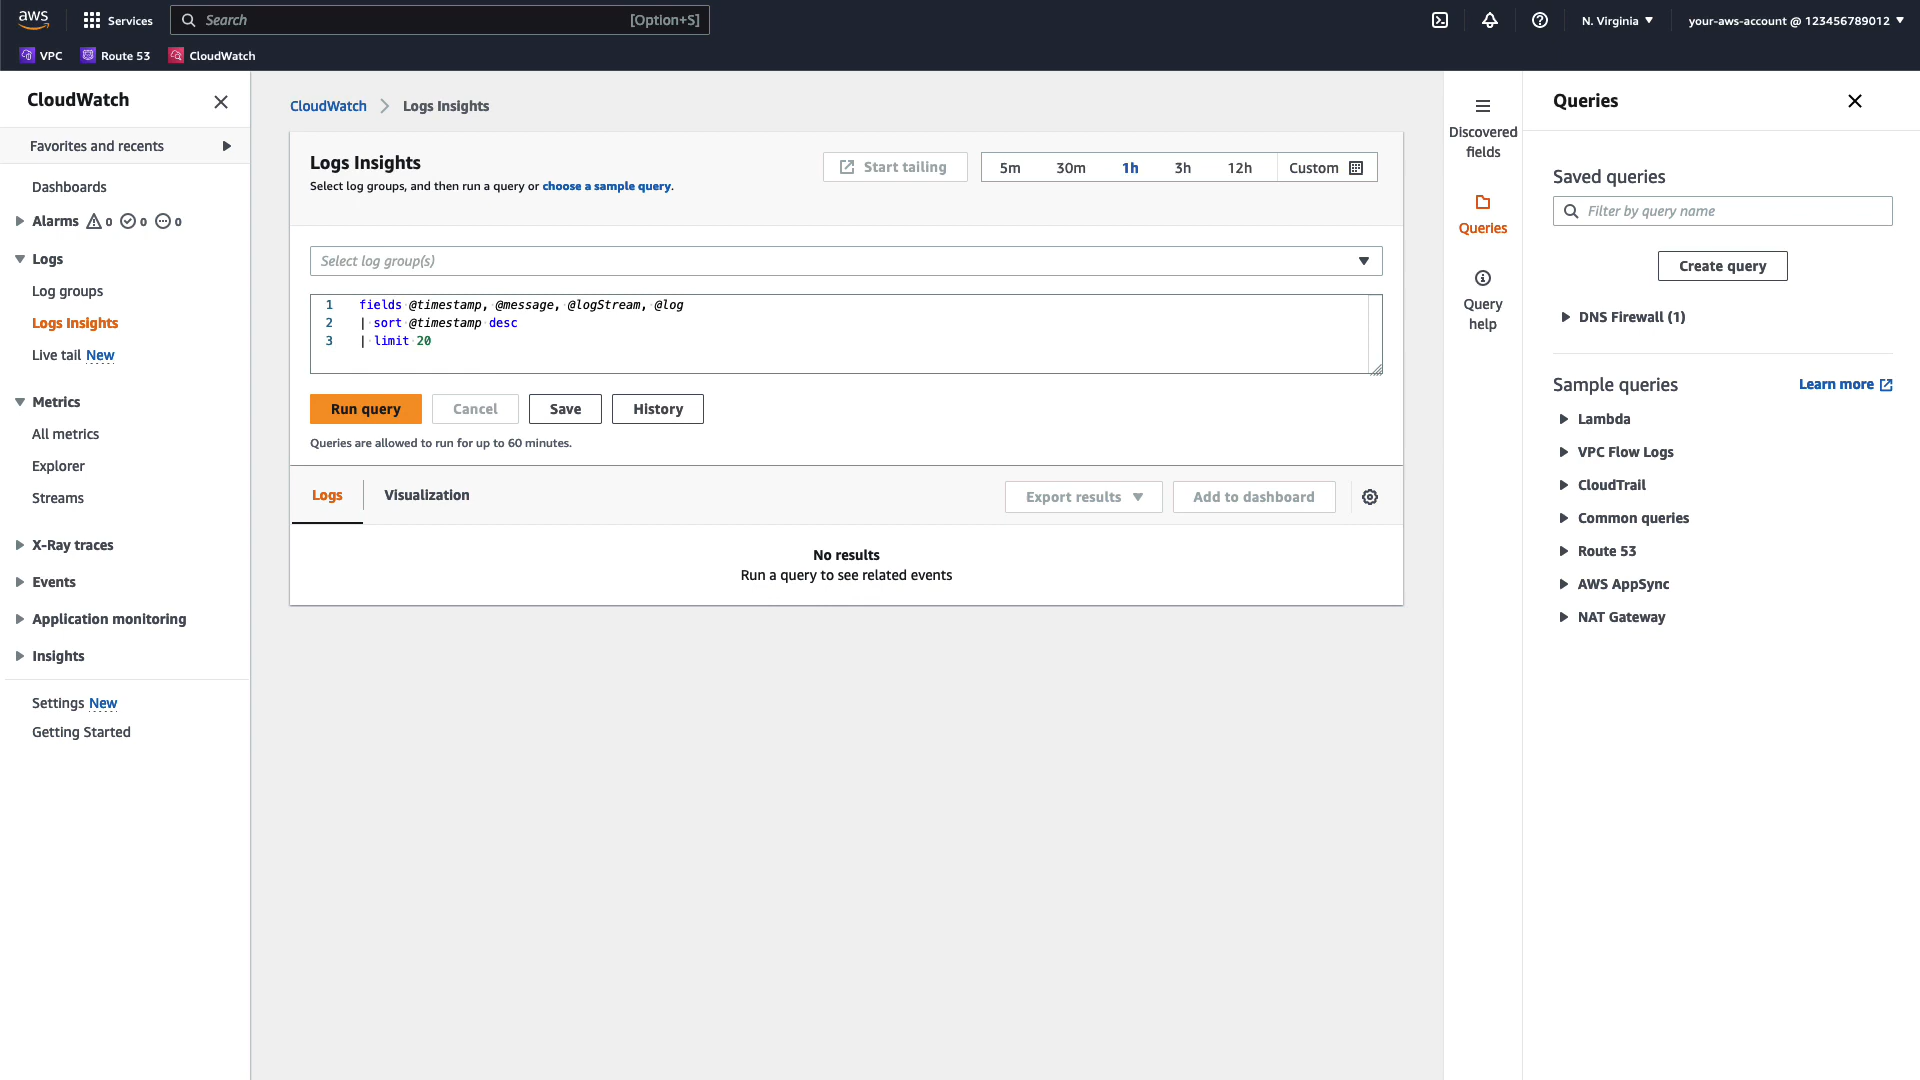 aws
Services
Search
[Option+S]
N. Virginia
your-aws-account @ 123456789012
VPC
Route 53
CloudWatch
CloudWatch
Favorites and recents
Dashboards
Alarms 0 0 0
Logs
Log groups
Logs Insights
Live tail New
Metrics
All metrics
Explorer
Streams
X-Ray traces
Events
Application monitoring
Insights
Settings New
Getting Started
CloudWatch
Logs Insights
Logs Insights
Select log groups, and then run a query or choose a sample query.
Start tailing
5m
30m
1h
3h
12h
Custom
Select log group(s)
1 fields @timestamp, @message, @logStream, @log
2 | sort @timestamp desc
3 | limit 20
Run query
Cancel
Save
History
Queries are allowed to run for up to 60 minutes.
Logs
Visualization
Export results
Add to dashboard
No results
Run a query to see related events
Discovered
fields
Queries
Query
help
Queries
Saved queries
Filter by query name
Create query
DNS Firewall (1)
Sample queries
Learn more
Lambda
VPC Flow Logs
CloudTrail
Common queries
Route 53
AWS AppSync
NAT Gateway